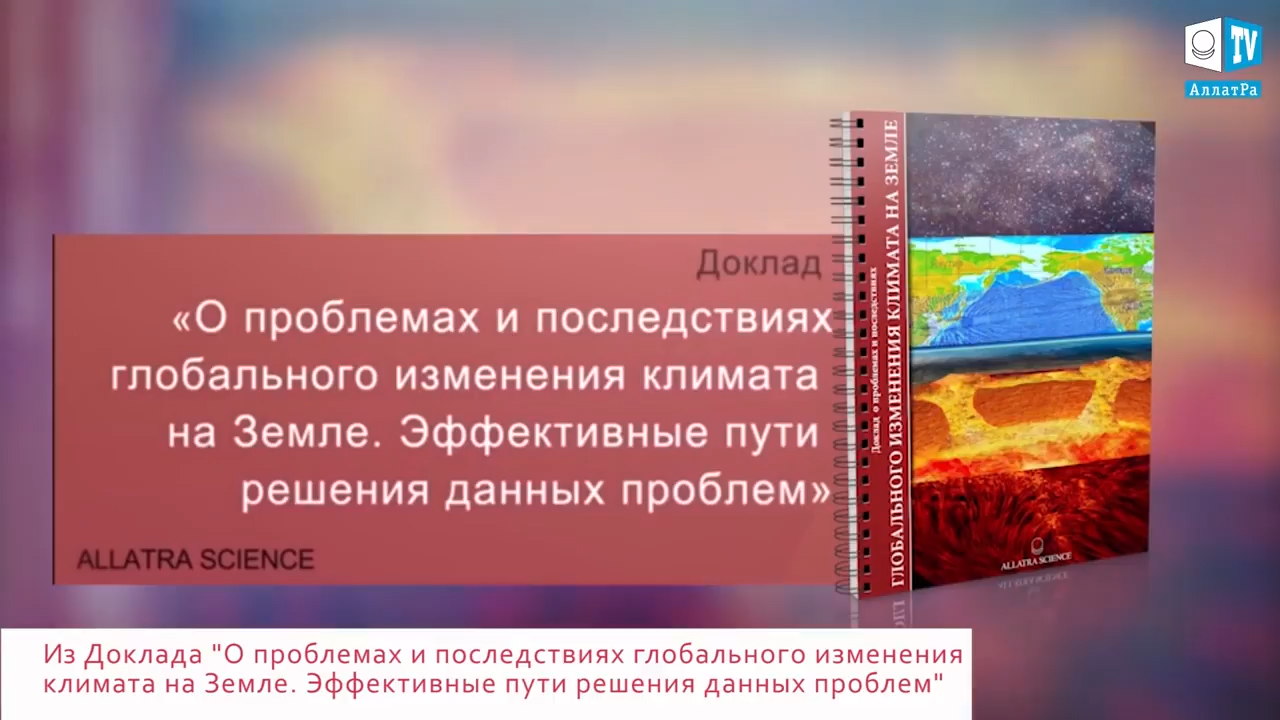 TV
АллатРа
Доклад
«О проблемах и последствиях
глобального изменения климата
на Земле. Эффективные пути
решения данных проблем»
ALLATRA SCIENCE
Доклад о проблемах и последствиях
ГЛОБАЛЬНОГО ИЗМЕНЕНИЯ КЛИМАТА НА ЗЕМЛЕ
ALLATRA SCIENCE
Из Доклада "О проблемах и последствиях глобального изменения
климата на Земле. Эффективные пути решения данных проблем"